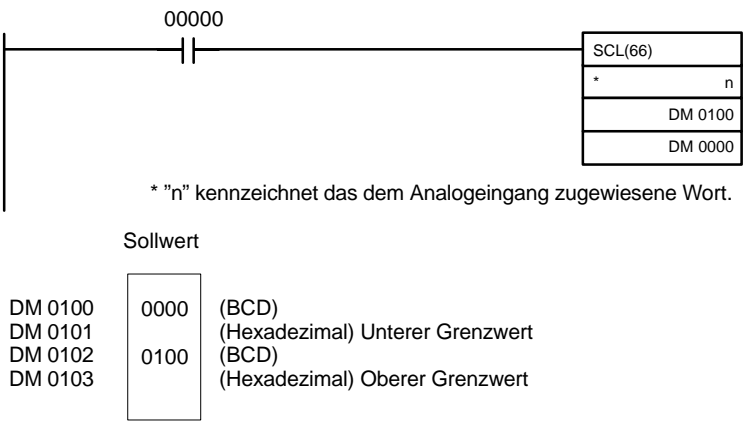 00000
SCL(66)
* n
DM 0100
DM 0000
* ”n” kennzeichnet das dem Analogeingang zugewiesene Wort.
Sollwert
DM 0100 0000 (BCD)
DM 0101 (Hexadezimal) Unterer Grenzwert
DM 0102 0100 (BCD)
DM 0103 (Hexadezimal) Oberer Grenzwert